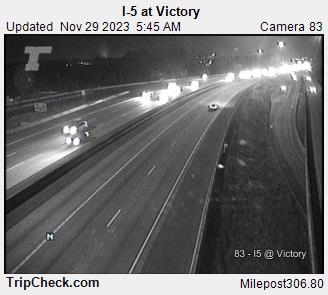 I-5 at Victory
Updated Nov 29 2023 5:45 AM Camera 83
T
N
83 - I5 @ Victory
TripCheck.com Milepost306.80